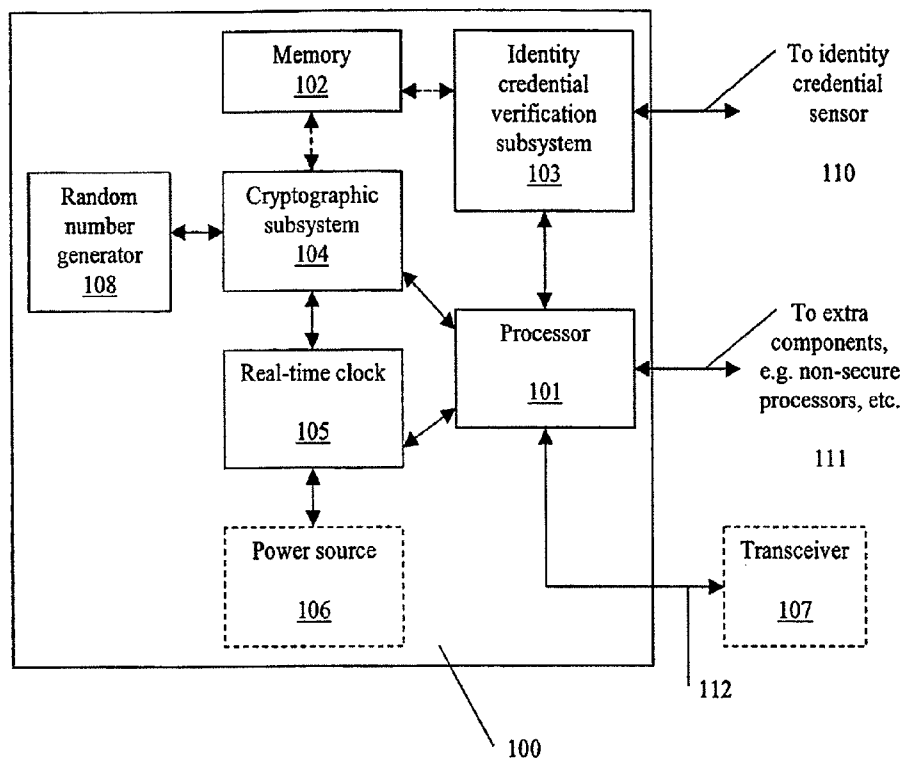 Memory
102
Identity
credential
verification
subsystem
103
To identity
credential
sensor
110
Random
number
generator
108
Cryptographic
subsystem
104
Processor
101
To extra
components,
e.g. non-secure
processors, etc.
111
Real-time clock
105
Power source
106
Transceiver
107
112
100